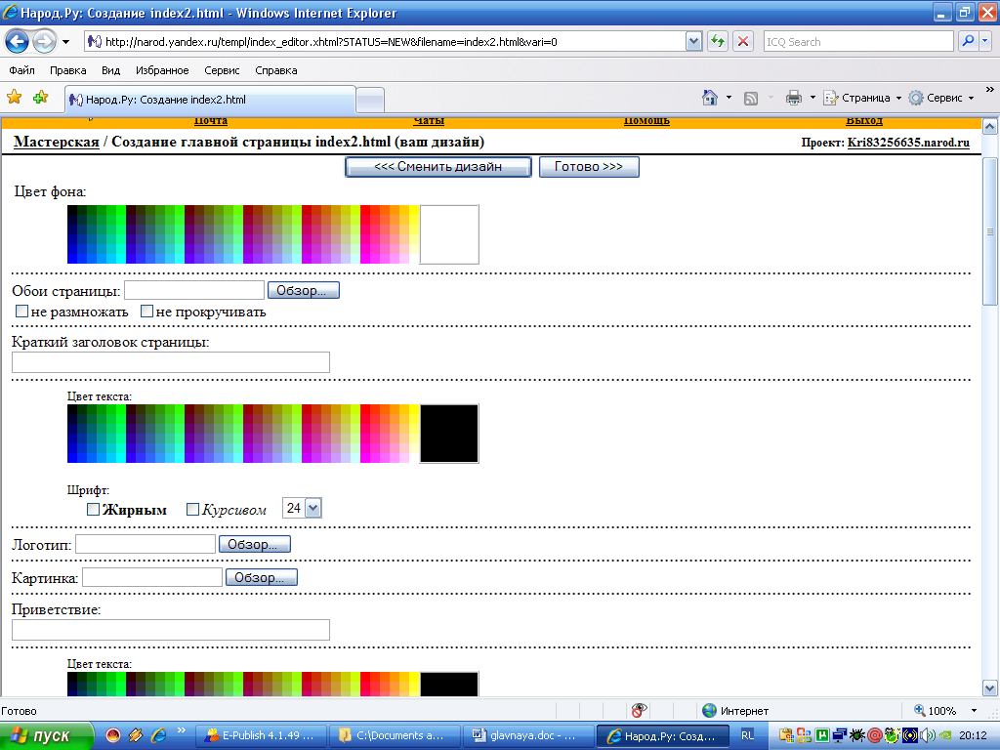 Народ.Ру: Создание index2.html - Windows Internet Explorer
http://narod.yandex.ru/templ/index_editor.xhtml?STATUS=NEW&filename=index2.html&vari=0
ICQ Search
Файл Правка Вид Избранное Сервис Справка
Народ.Ру: Создание index2.html
Страница Сервис »
Почта Чаты Помощь Выход
Мастерская / Создание главной страницы index2.html (ваш дизайн) Проект: Kri83256635.narod.ru
<<< Сменить дизайн Готово >>>
Цвет фона:
Обои страницы: Обзор...
не размножать не прокручивать
Краткий заголовок страницы:
Цвет текста:
Шрифт:
Жирным Курсивом 24
Логотип: Обзор...
Картинка: Обзор...
Приветствие:
Цвет текста:
Готово Интернет 100%
пуск » E-Publish 4.1.49 ... C:\Documents a... glavnaya.doc - ... Народ.Ру: Созд... RL 20:12